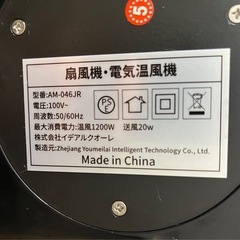 5
扇風機・電気温風機
型番:AM-046JR
電圧:100V~
周波数:50/60Hz
最大消費電力:温風1200W 送風20w
株式会社イデアルクオーレ
製造元:Zhejiang Youmeilai Intelligent Technology Co., Ltd.
Made in China
PS
E